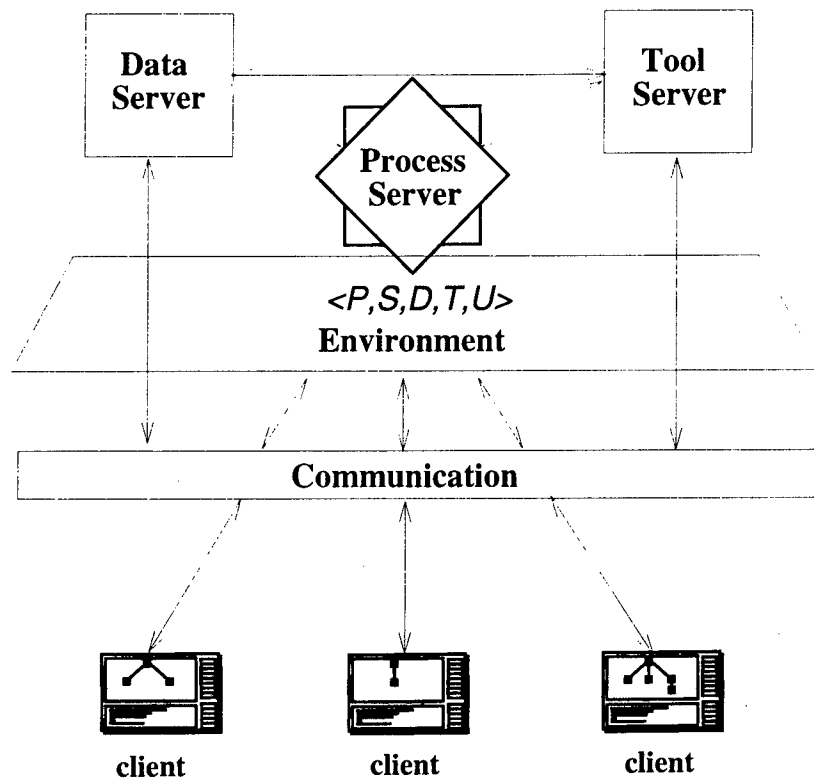 Data
Server
Tool
Server
Process
Server
<P,S,D,T,U>
Environment
Communication
client
client
client